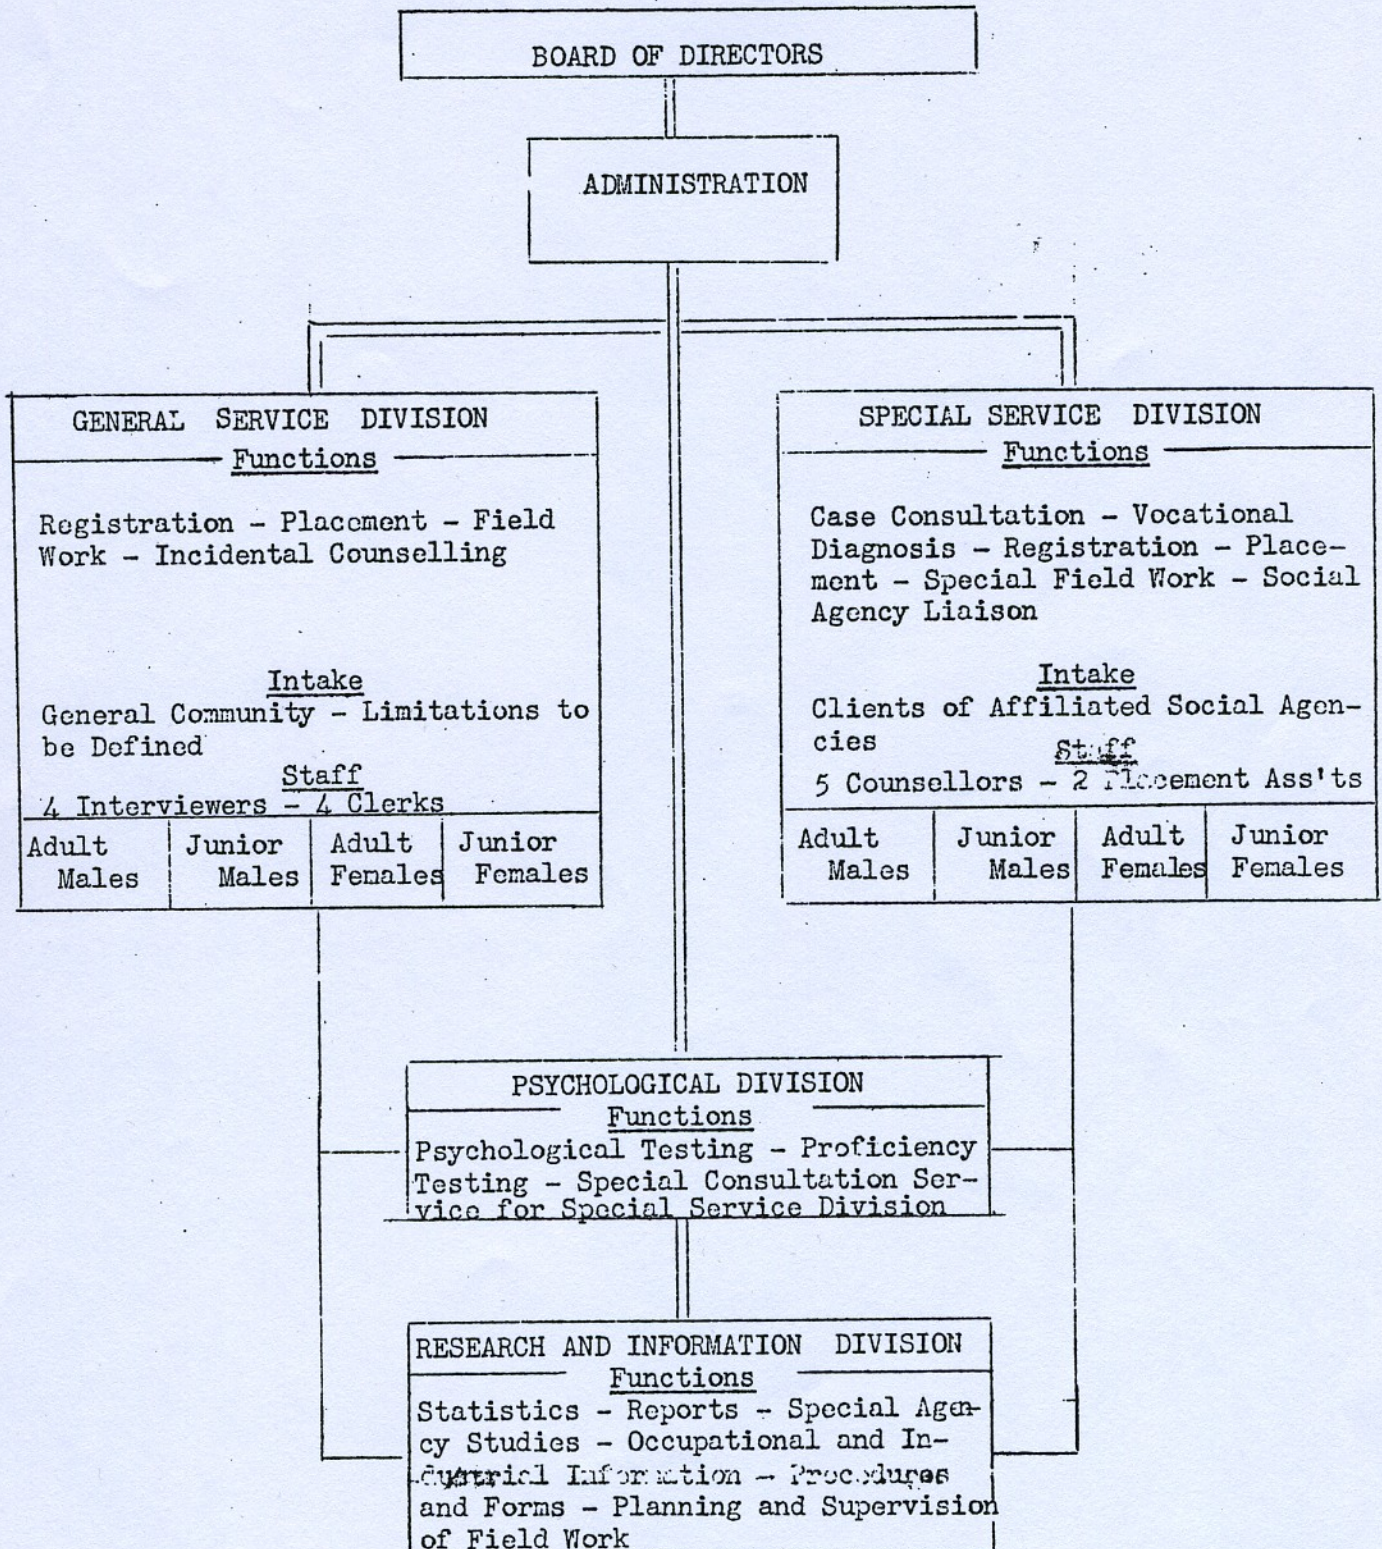 BOARD OF DIRECTORS
ADMINISTRATION
GENERAL SERVICE DIVISION
Functions
Registration - Placement - Field
Work - Incidental Counselling
Intake
General Community - Limitations to
be Defined
Staff
4 Interviewers - 4 Clerks
Adult
Males
Junior
Males
Adult
Females
Junior
Females
SPECIAL SERVICE DIVISION
Functions
Case Consultation - Vocational
Diagnosis - Registration - Place-
ment - Special Field Work - Social
Agency Liaison
Intake
Clients of Affiliated Social Agen-
cies
Staff
5 Counsellors - 2 Placement Ass'ts
Adult
Males
Junior
Males
Adult
Females
Junior
Females
PSYCHOLOGICAL DIVISION
Functions
Psychological Testing - Proficiency
Testing - Special Consultation Ser-
vice for Special Service Division
RESEARCH AND INFORMATION DIVISION
Functions
Statistics - Reports - Special Agen-
cy Studies - Occupational and In-
dustrial Information - Procedures
and Forms - Planning and Supervision
of Field Work